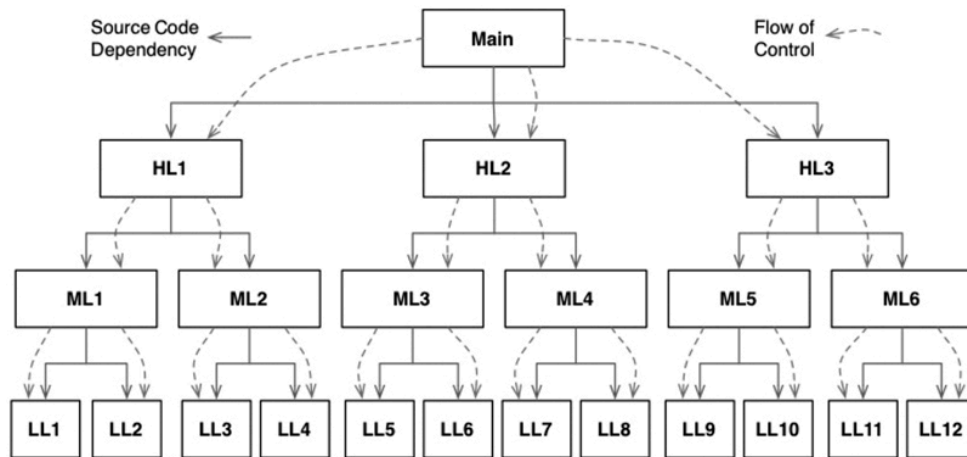 Source Code
Dependency
Main
Flow of
Control
HL1
HL2
HL3
ML1
ML2
ML3
ML4
ML5
ML6
LL1
LL2
LL3
LL4
LL5
LL6
LL7
LL8
LL9
LL10
LL11
LL12